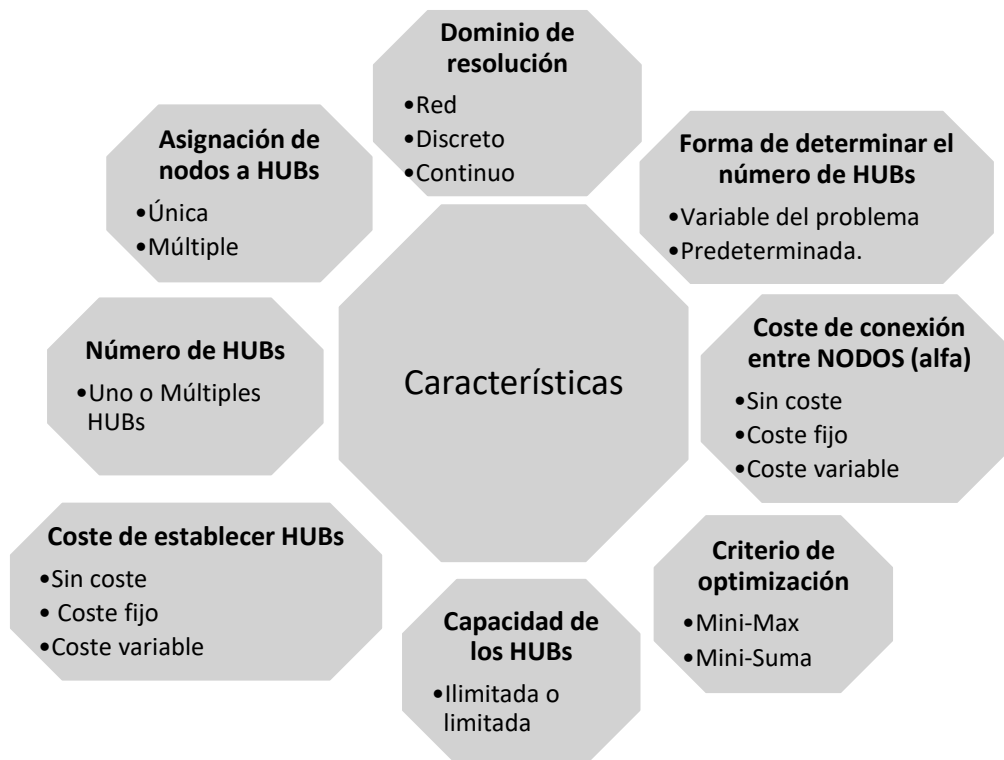 Dominio de
resolución
•Red
•Discreto
•Continuo
Forma de determinar el
número de HUBs
•Variable del problema
•Predeterminada.
Coste de conexión
entre NODOS (alfa)
•Sin coste
•Coste fijo
•Coste variable
Criterio de
optimización
•Mini-Max
•Mini-Suma
Capacidad de
los HUBs
•Ilimitada o
limitada
Coste de establecer HUBs
•Sin coste
• Coste fijo
•Coste variable
Número de HUBs
•Uno o Múltiples
HUBs
Asignación de
nodos a HUBs
•Única
•Múltiple
Carácterísticas